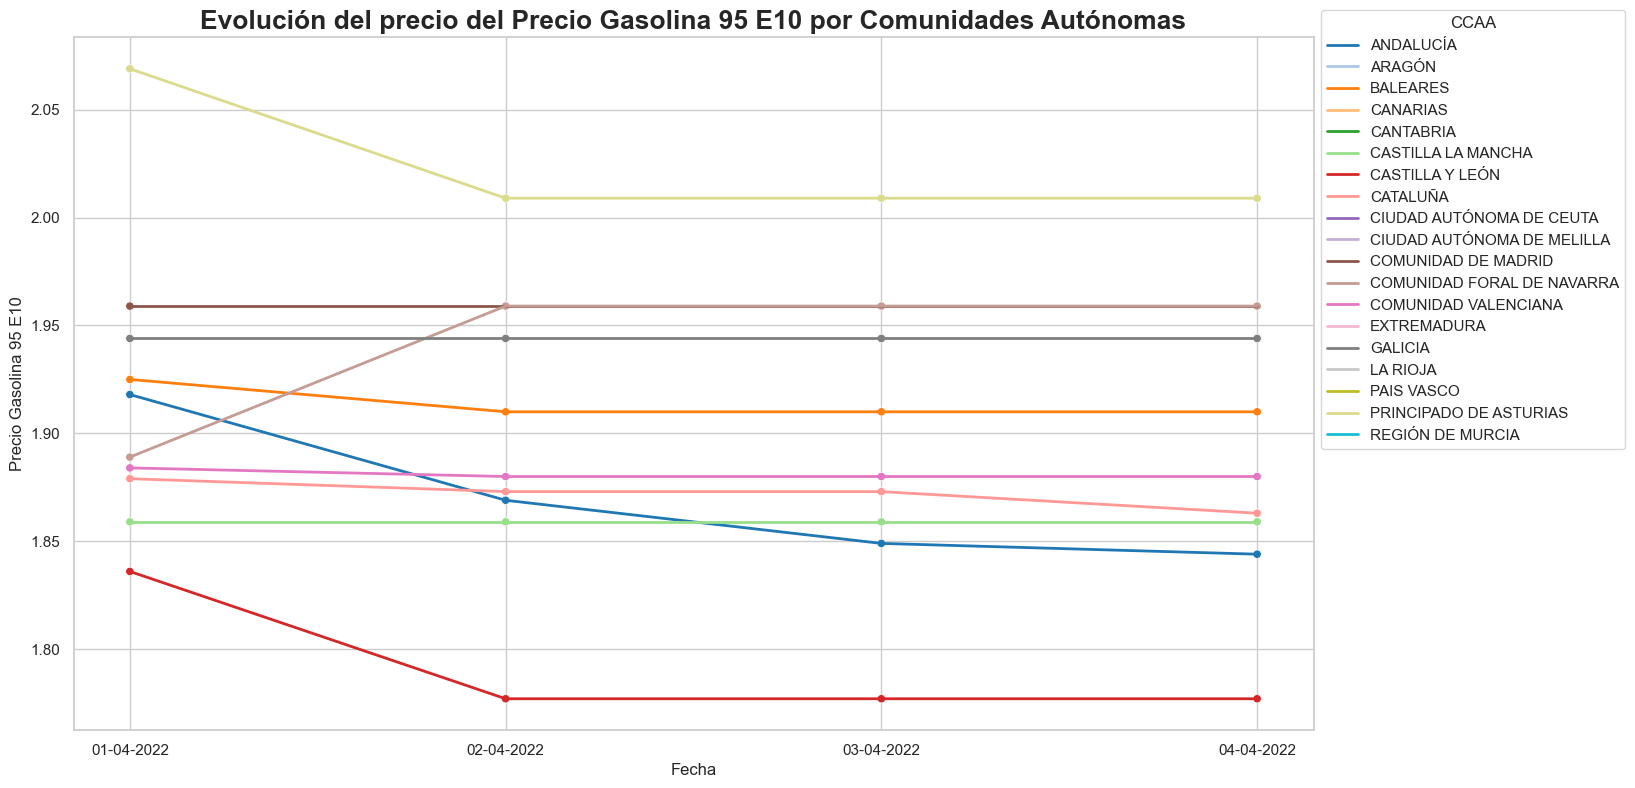 Evolución del precio del Precio Gasolina 95 E10 por Comunidades Autónomas
CCAA
ANDALUCÍA
ARAGÓN
BALEARES
CANARIAS
CANTABRIA
CASTILLA LA MANCHA
CASTILLA Y LEÓN
CATALUÑA
CIUDAD AUTÓNOMA DE CEUTA
CIUDAD AUTÓNOMA DE MELILLA
COMUNIDAD DE MADRID
COMUNIDAD FORAL DE NAVARRA
COMUNIDAD VALENCIANA
EXTREMADURA
GALICIA
LA RIOJA
PAIS VASCO
PRINCIPADO DE ASTURIAS
REGIÓN DE MURCIA
Precio Gasolina 95 E10
2.05
2.00
1.95
1.90
1.85
1.80
01-04-2022
02-04-2022
03-04-2022
04-04-2022
Fecha